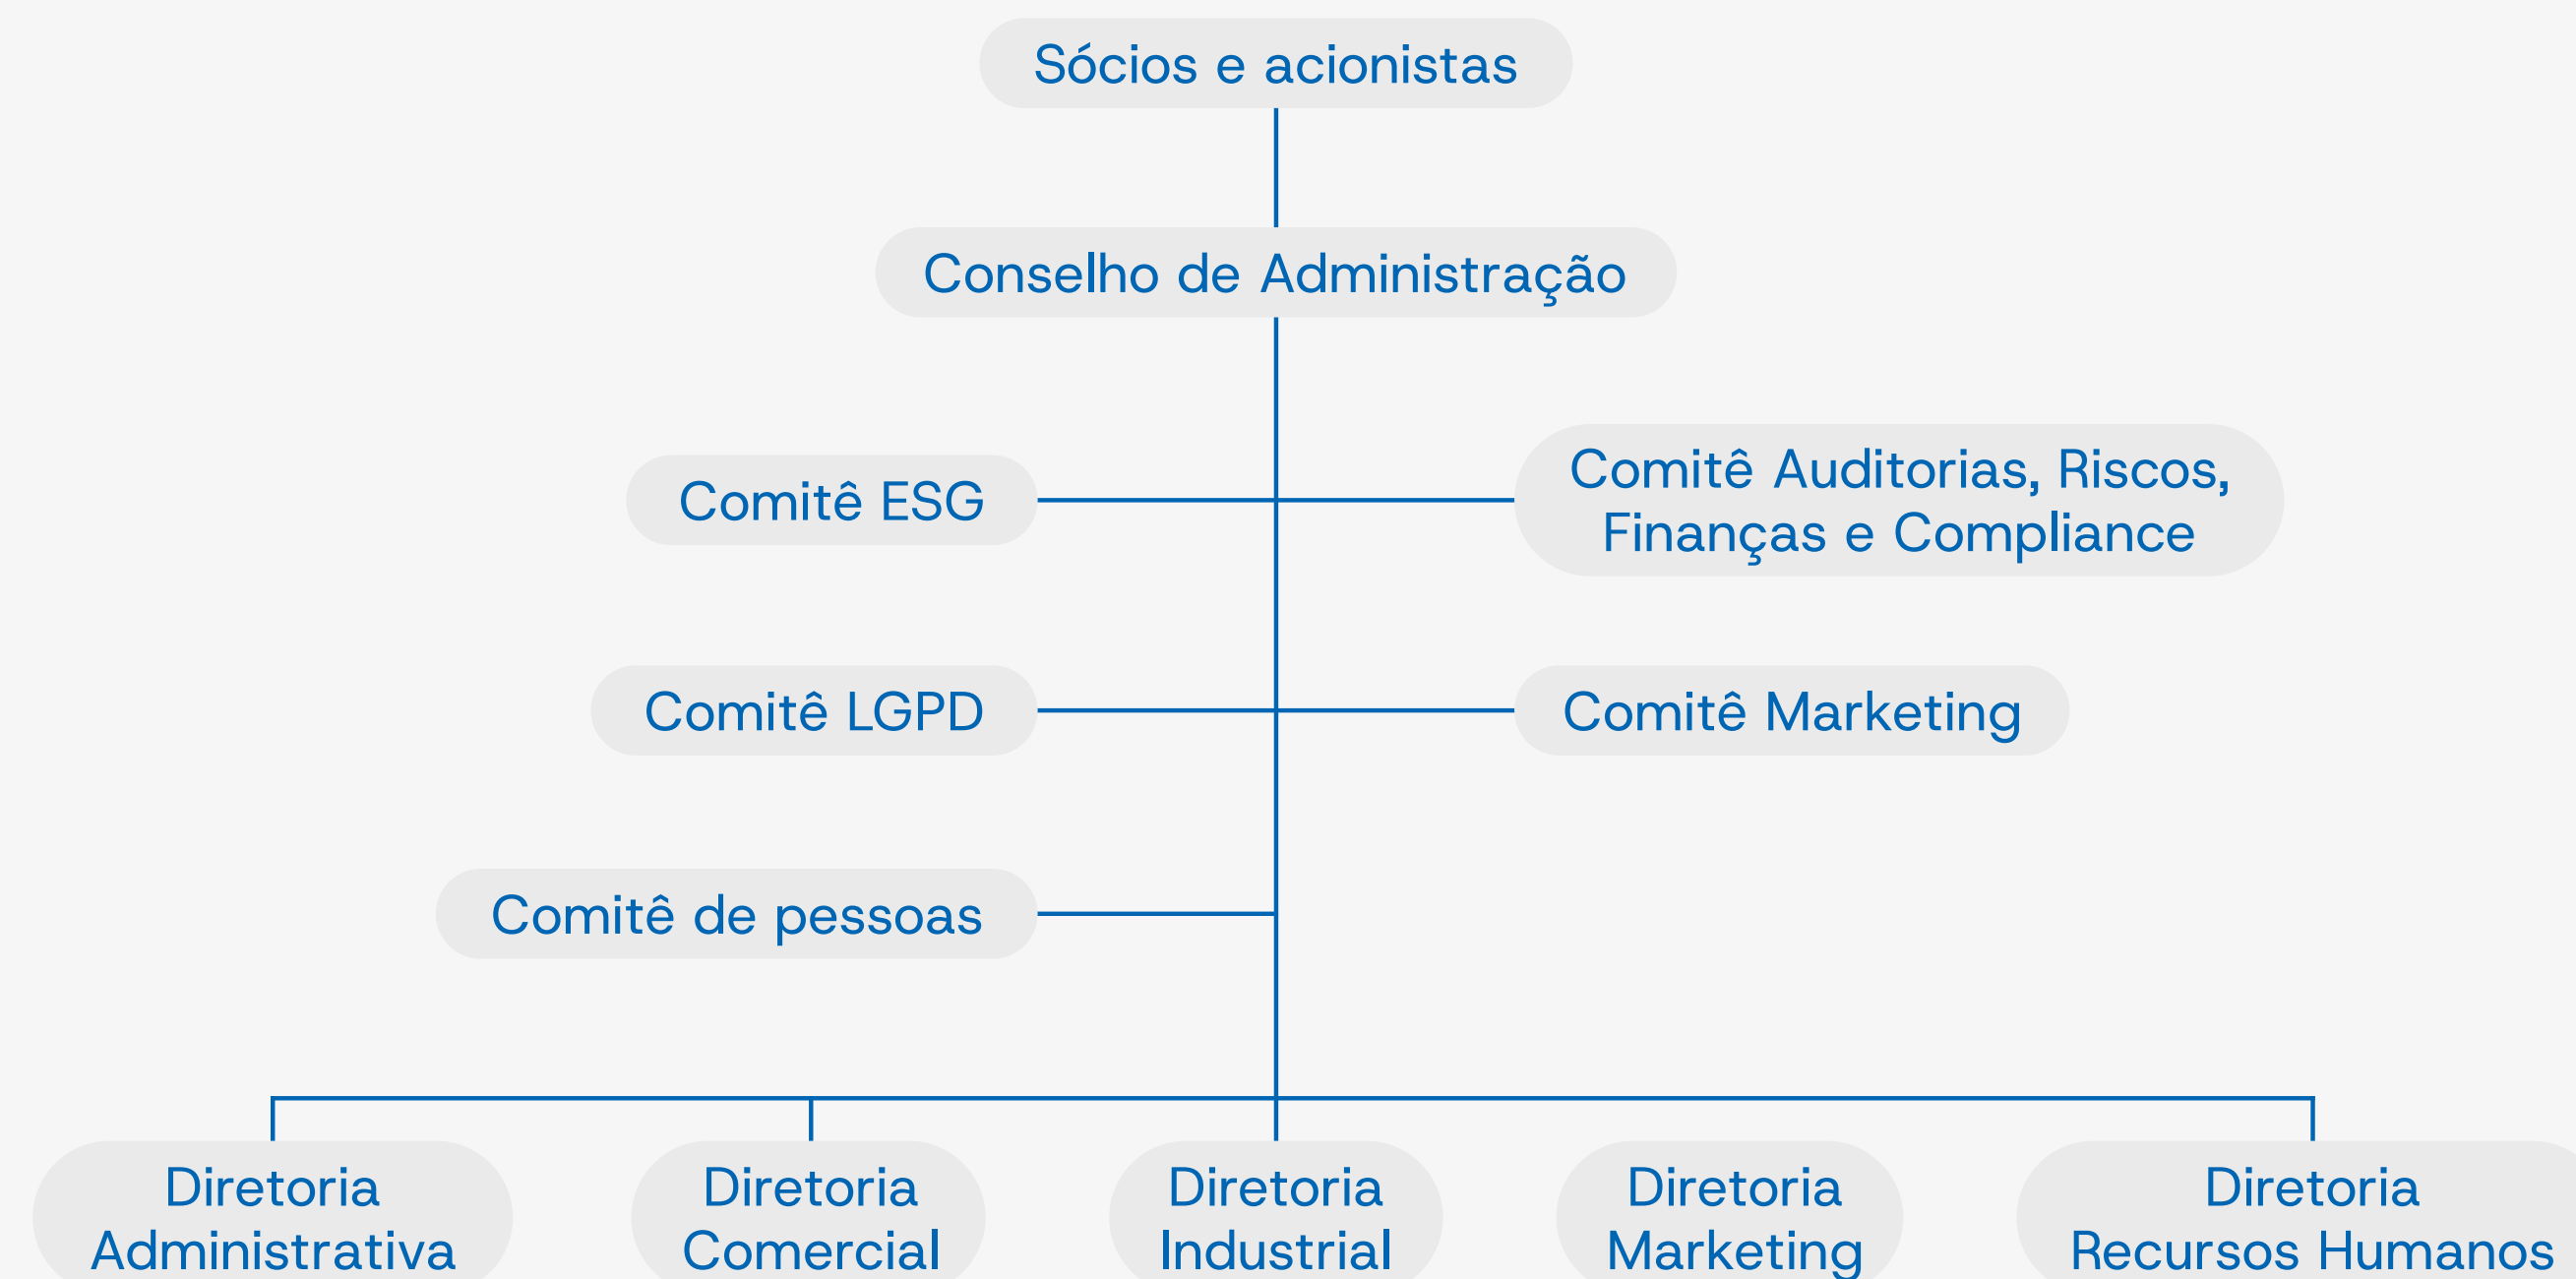 Sócios e acionistas
Conselho de Administração
Comitê ESG
Comitê Auditorias, Riscos,
Finanças e Compliance
Comitê LGPD
Comitê Marketing
Comitê de pessoas
Diretoria
Administrativa
Diretoria
Comercial
Diretoria
Industrial
Diretoria
Marketing
Diretoria
Recursos Humanos